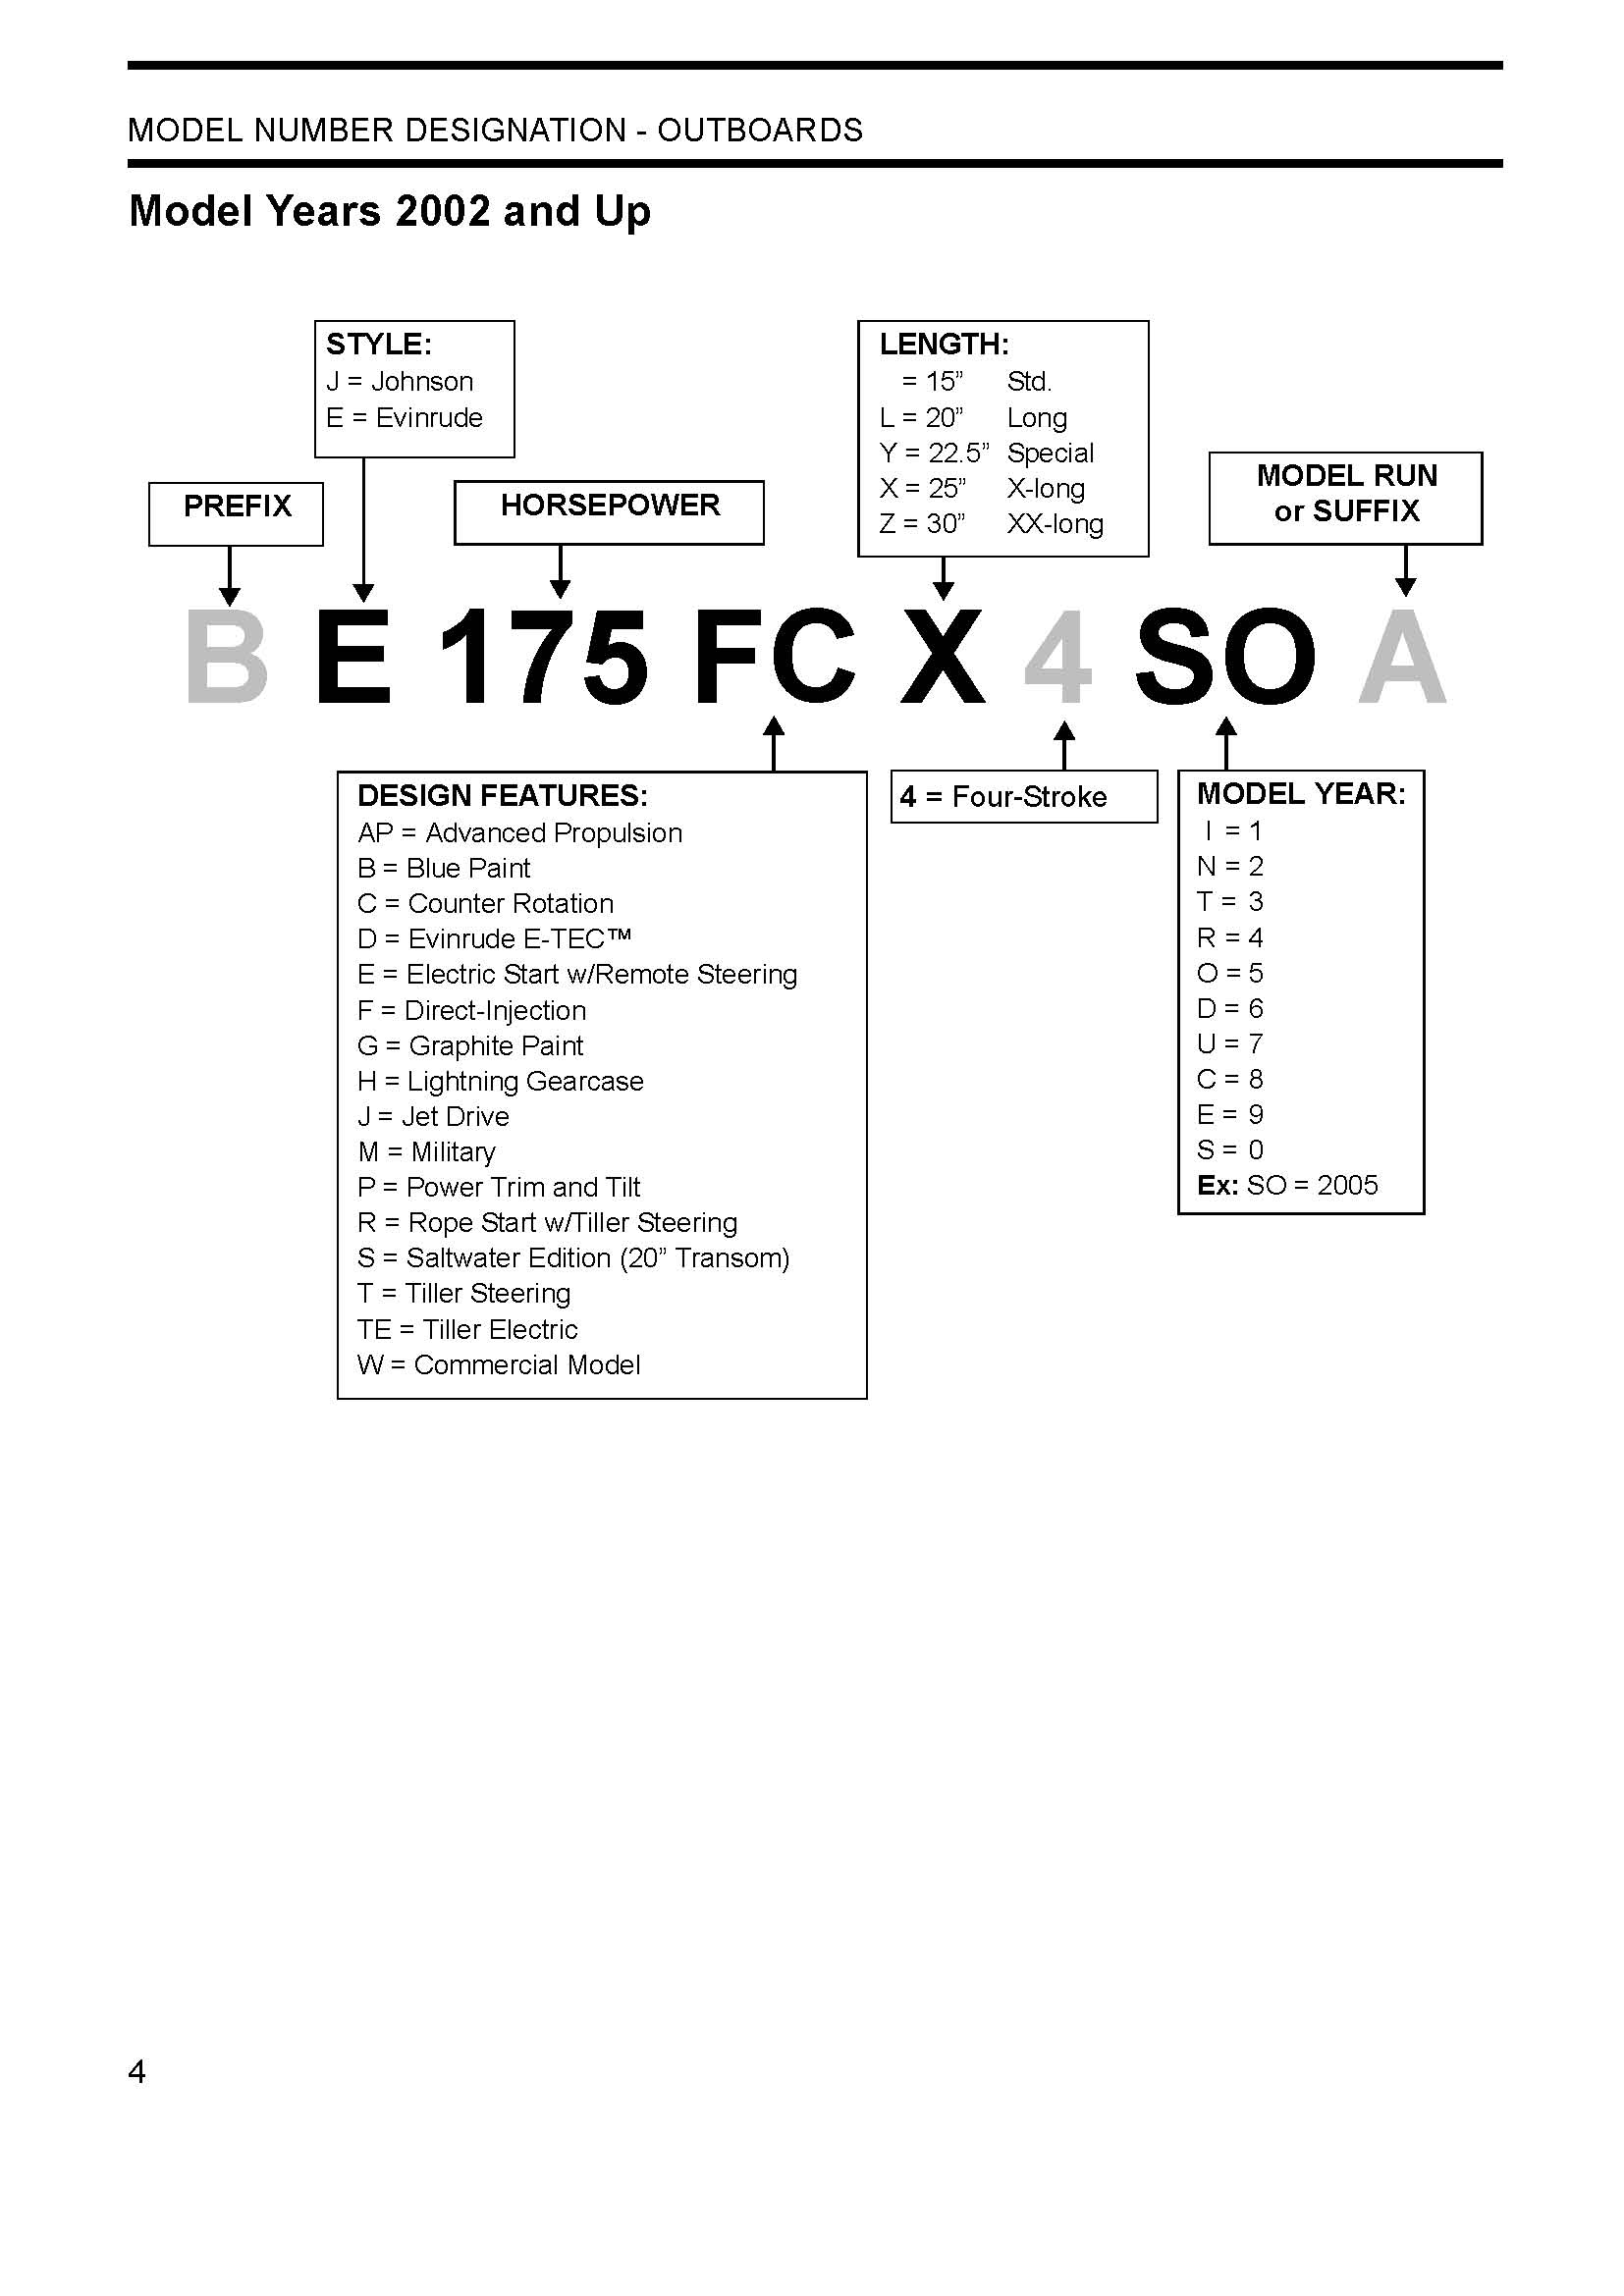 MODEL NUMBER DESIGNATION - OUTBOARDS
Model Years 2002 and Up
STYLE:
J = Johnson
E = Evinrude
LENGTH:
= 15” Std.
L = 20” Long
Y = 22.5” Special
X = 25” X-long
Z = 30” XX-long
PREFIX
HORSEPOWER
MODEL RUN
or SUFFIX
B E 175 FC X 4 SO A
DESIGN FEATURES:
AP = Advanced Propulsion
B = Blue Paint
C = Counter Rotation
D = Evinrude E-TEC™
E = Electric Start w/Remote Steering
F = Direct-Injection
G = Graphite Paint
H = Lightning Gearcase
J = Jet Drive
M = Military
P = Power Trim and Tilt
R = Rope Start w/Tiller Steering
S = Saltwater Edition (20” Transom)
T = Tiller Steering
TE = Tiller Electric
W = Commercial Model
4 = Four-Stroke
MODEL YEAR:
I = 1
N = 2
T = 3
R = 4
O = 5
D = 6
U = 7
C = 8
E = 9
S = 0
Ex: SO = 2005
4